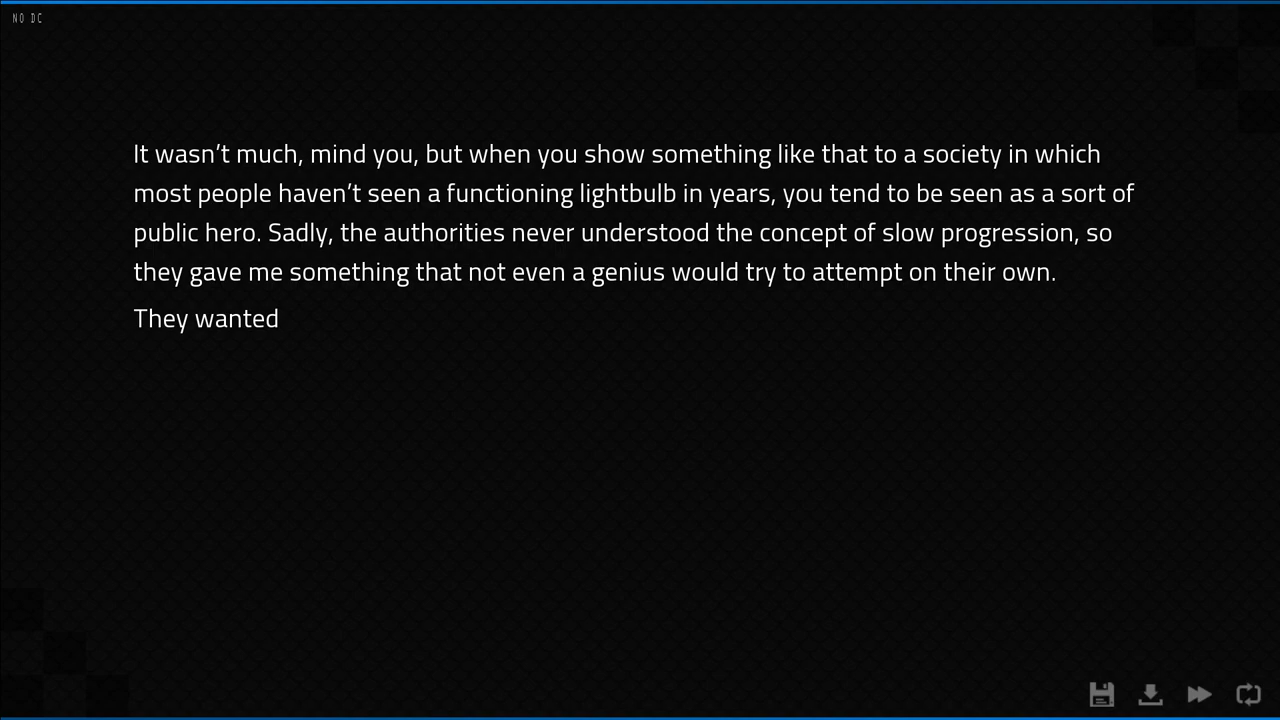 NO DC
It wasn’t much, mind you, but when you show something like that to a society in which
most people haven’t seen a functioning lightbulb in years, you tend to be seen as a sort of
public hero. Sadly, the authorities never understood the concept of slow progression, so
they gave me something that not even a genius would try to attempt on their own.
They wanted